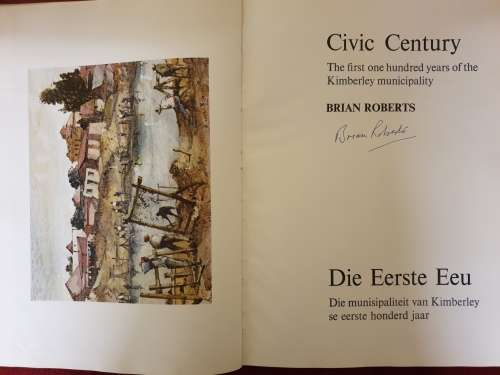 Civic Century
The first one hundred years of the
Kimberley municipality
BRIAN ROBERTS
Brian Roberts
Die Eerste Eeu
Die munisipaliteit van Kimberley
se eerste honderd jaar